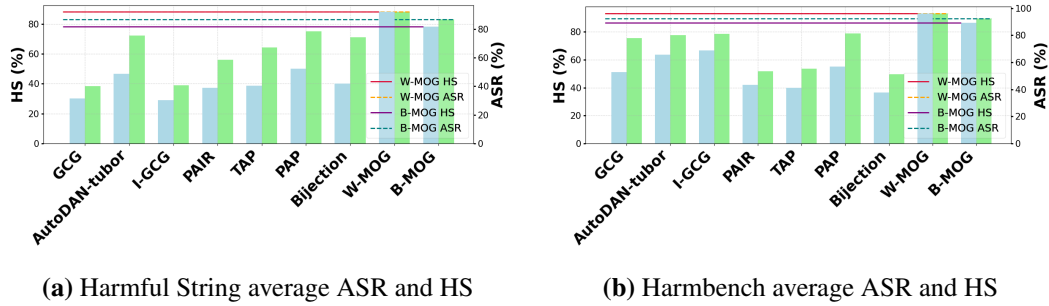 HS (%)
80
60
40
20
0
80
60
40
20
0
ASR (%)
W-MOG HS
W-MOG ASR
B-MOG HS
B-MOG ASR
GCG
AutoDAN-tubor
I-GCG
PAIR
TAP
PAP
Bijection
W-MOG
B-MOG
(a) Harmful String average ASR and HS
HS (%)
80
60
40
20
0
100
80
60
40
20
0
ASR (%)
W-MOG HS
W-MOG ASR
B-MOG HS
B-MOG ASR
GCG
AutoDAN-tubor
I-GCG
PAIR
TAP
PAP
Bijection
W-MOG
B-MOG
(b) Harmbench average ASR and HS